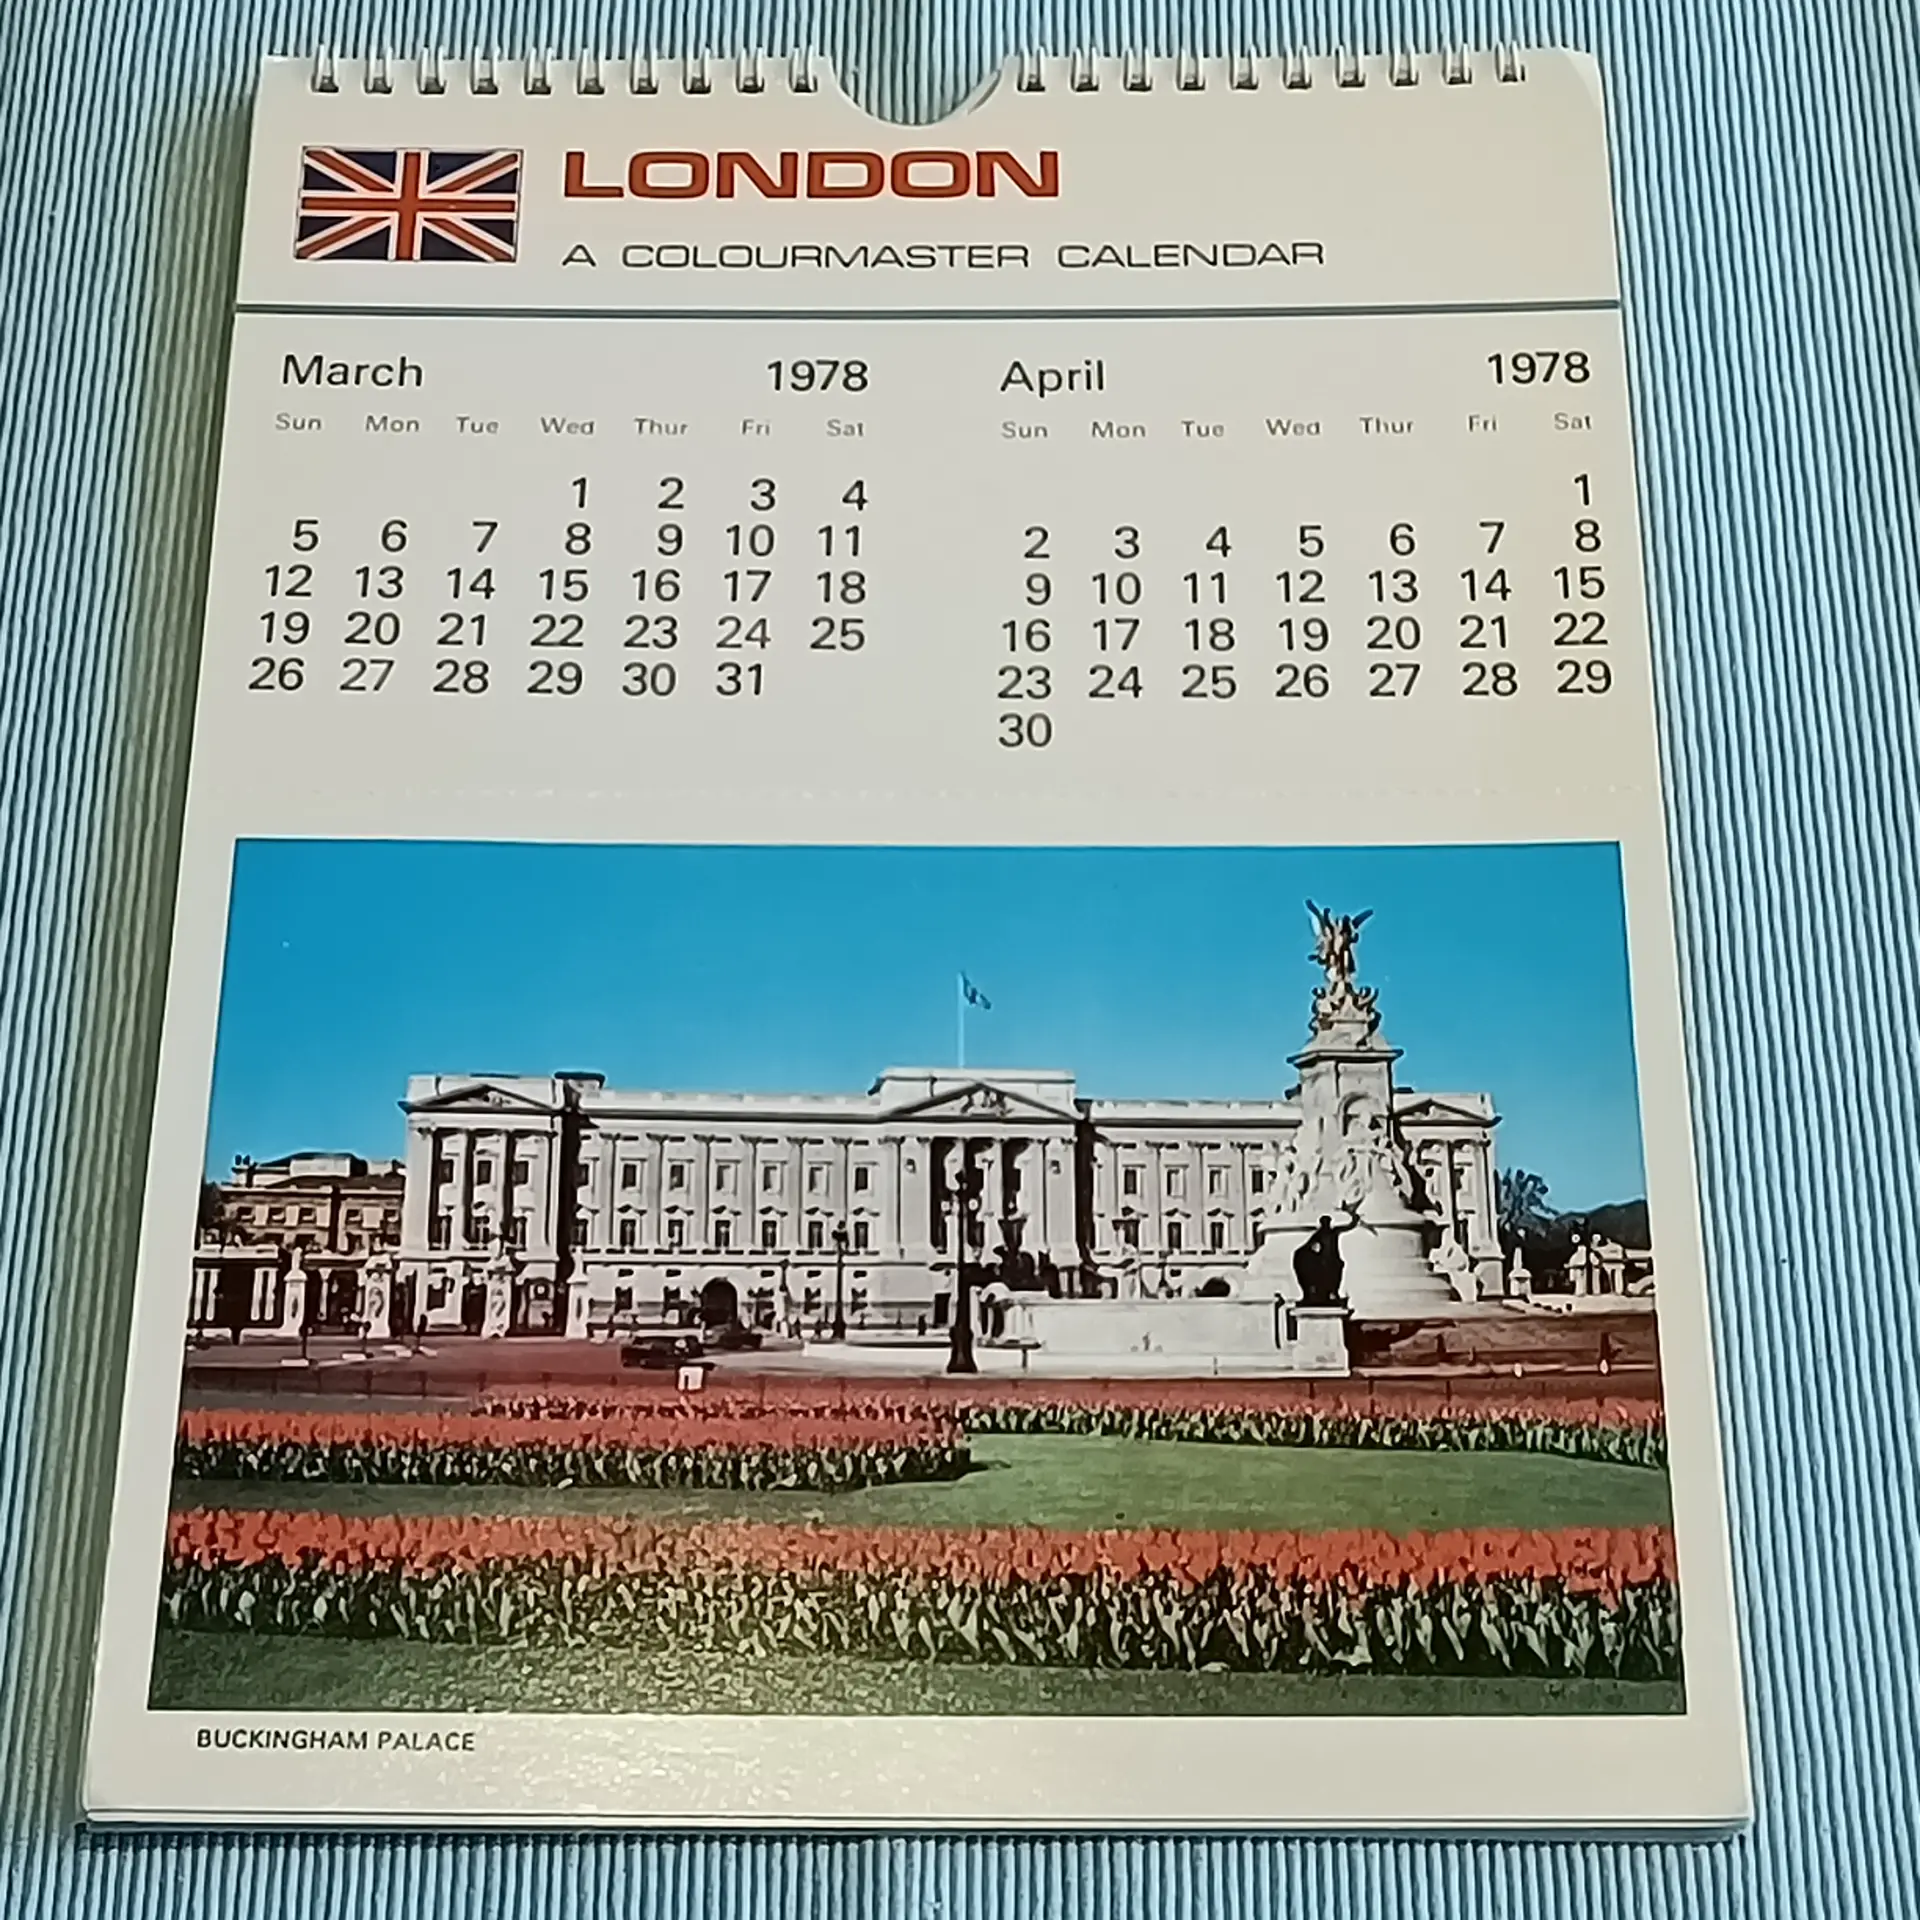 LONDON
A COLOURMASTER CALENDAR
March 1978
Sun Mon Tue Wed Thur Fri Sat
1 2 3 4
5 6 7 8 9 10 11
12 13 14 15 16 17 18
19 20 21 22 23 24 25
26 27 28 29 30 31
April 1978
Sun Mon Tue Wed Thur Fri Sat
1
2 3 4 5 6 7 8
9 10 11 12 13 14 15
16 17 18 19 20 21 22
23 24 25 26 27 28 29
30
BUCKINGHAM PALACE